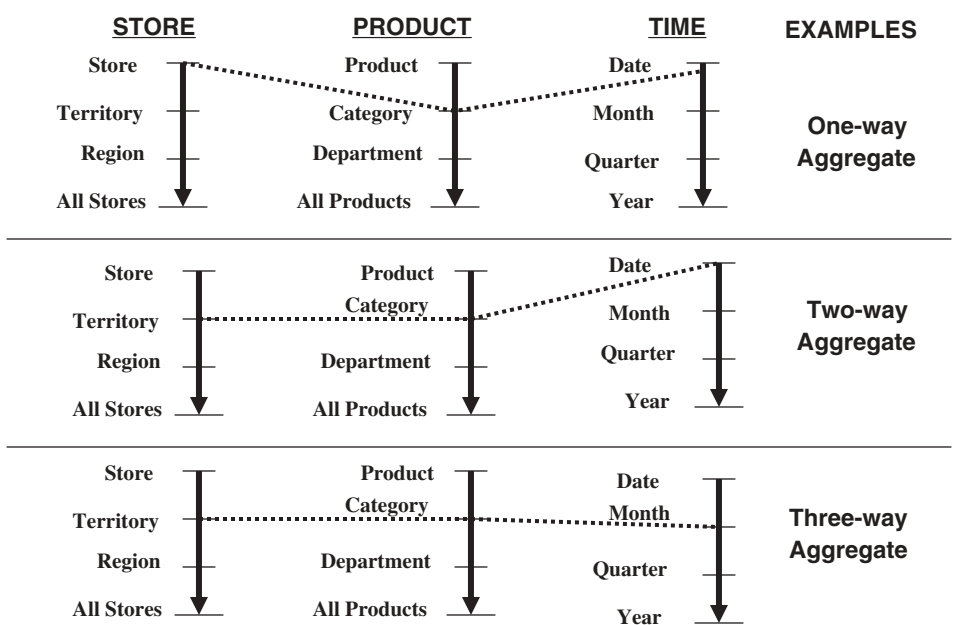 STORE PRODUCT TIME EXAMPLES
Store Product Date
Territory Category Month
One-way
Aggregate
Region Department Quarter
All Stores All Products Year
Store Product Date
Category
Territory Month
Two-way
Aggregate
Region Department Quarter
All Stores All Products Year
Store Product Date
Category Month
Territory
Three-way
Aggregate
Region Department Quarter
All Stores All Products Year